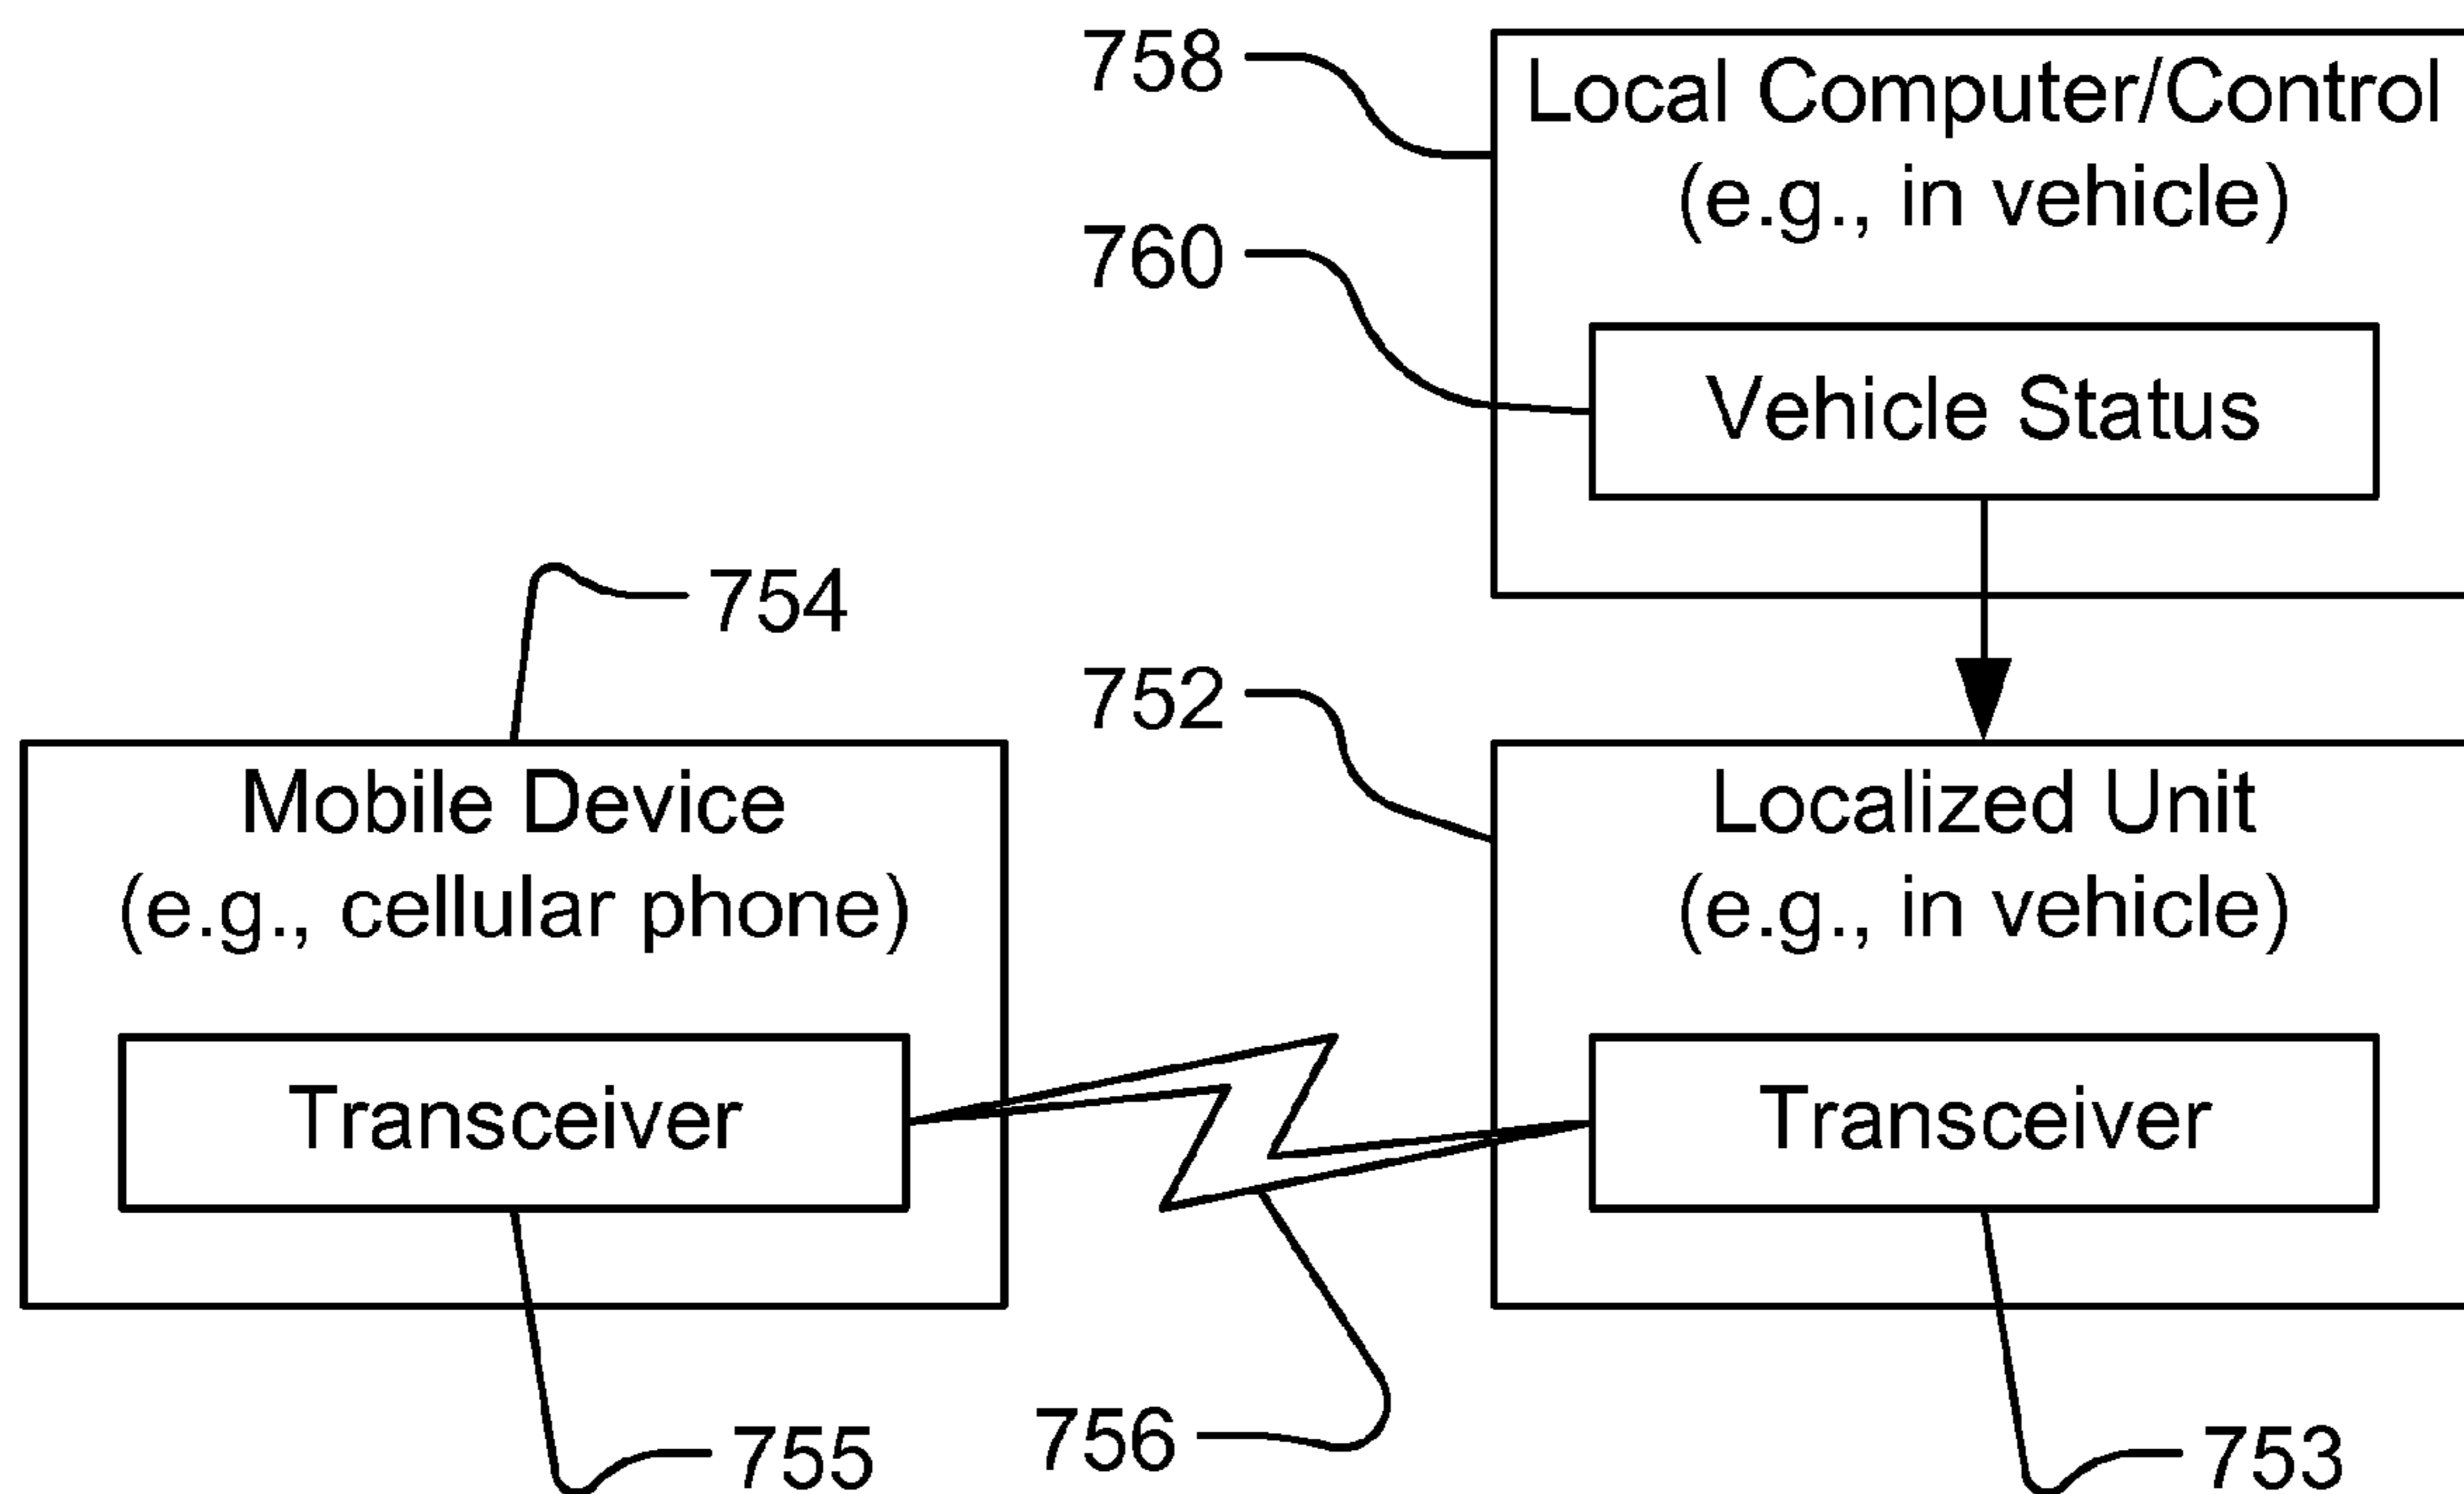 758
Local Computer/Control
(e.g., in vehicle)
760
Vehicle Status
754
752
Mobile Device
(e.g., cellular phone)
Localized Unit
(e.g., in vehicle)
Transceiver
Transceiver
756
755
753